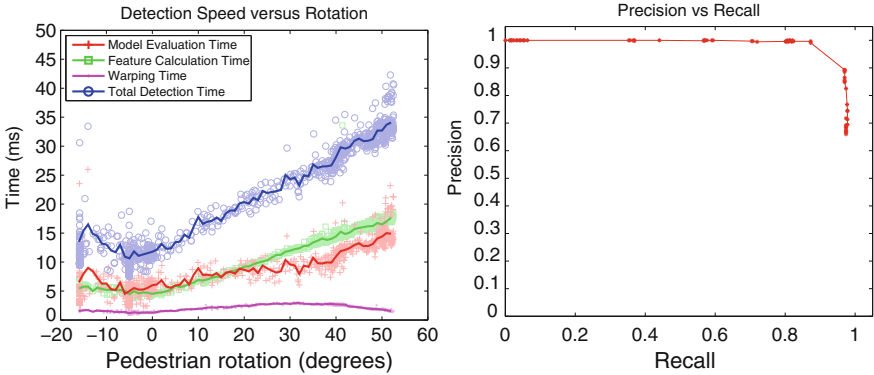 Detection Speed versus Rotation
50
45
40
35
30
25
20
15
10
5
0
Time (ms)
Model Evaluation Time
Feature Calculation Time
Warping Time
Total Detection Time
−20 −10 0 10 20 30 40 50 60
Pedestrian rotation (degrees)
Precision vs Recall
1
0.9
0.8
0.7
0.6
0.5
0.4
0.3
0.2
0.1
0
Precision
0 0.2 0.4 0.6 0.8 1
Recall